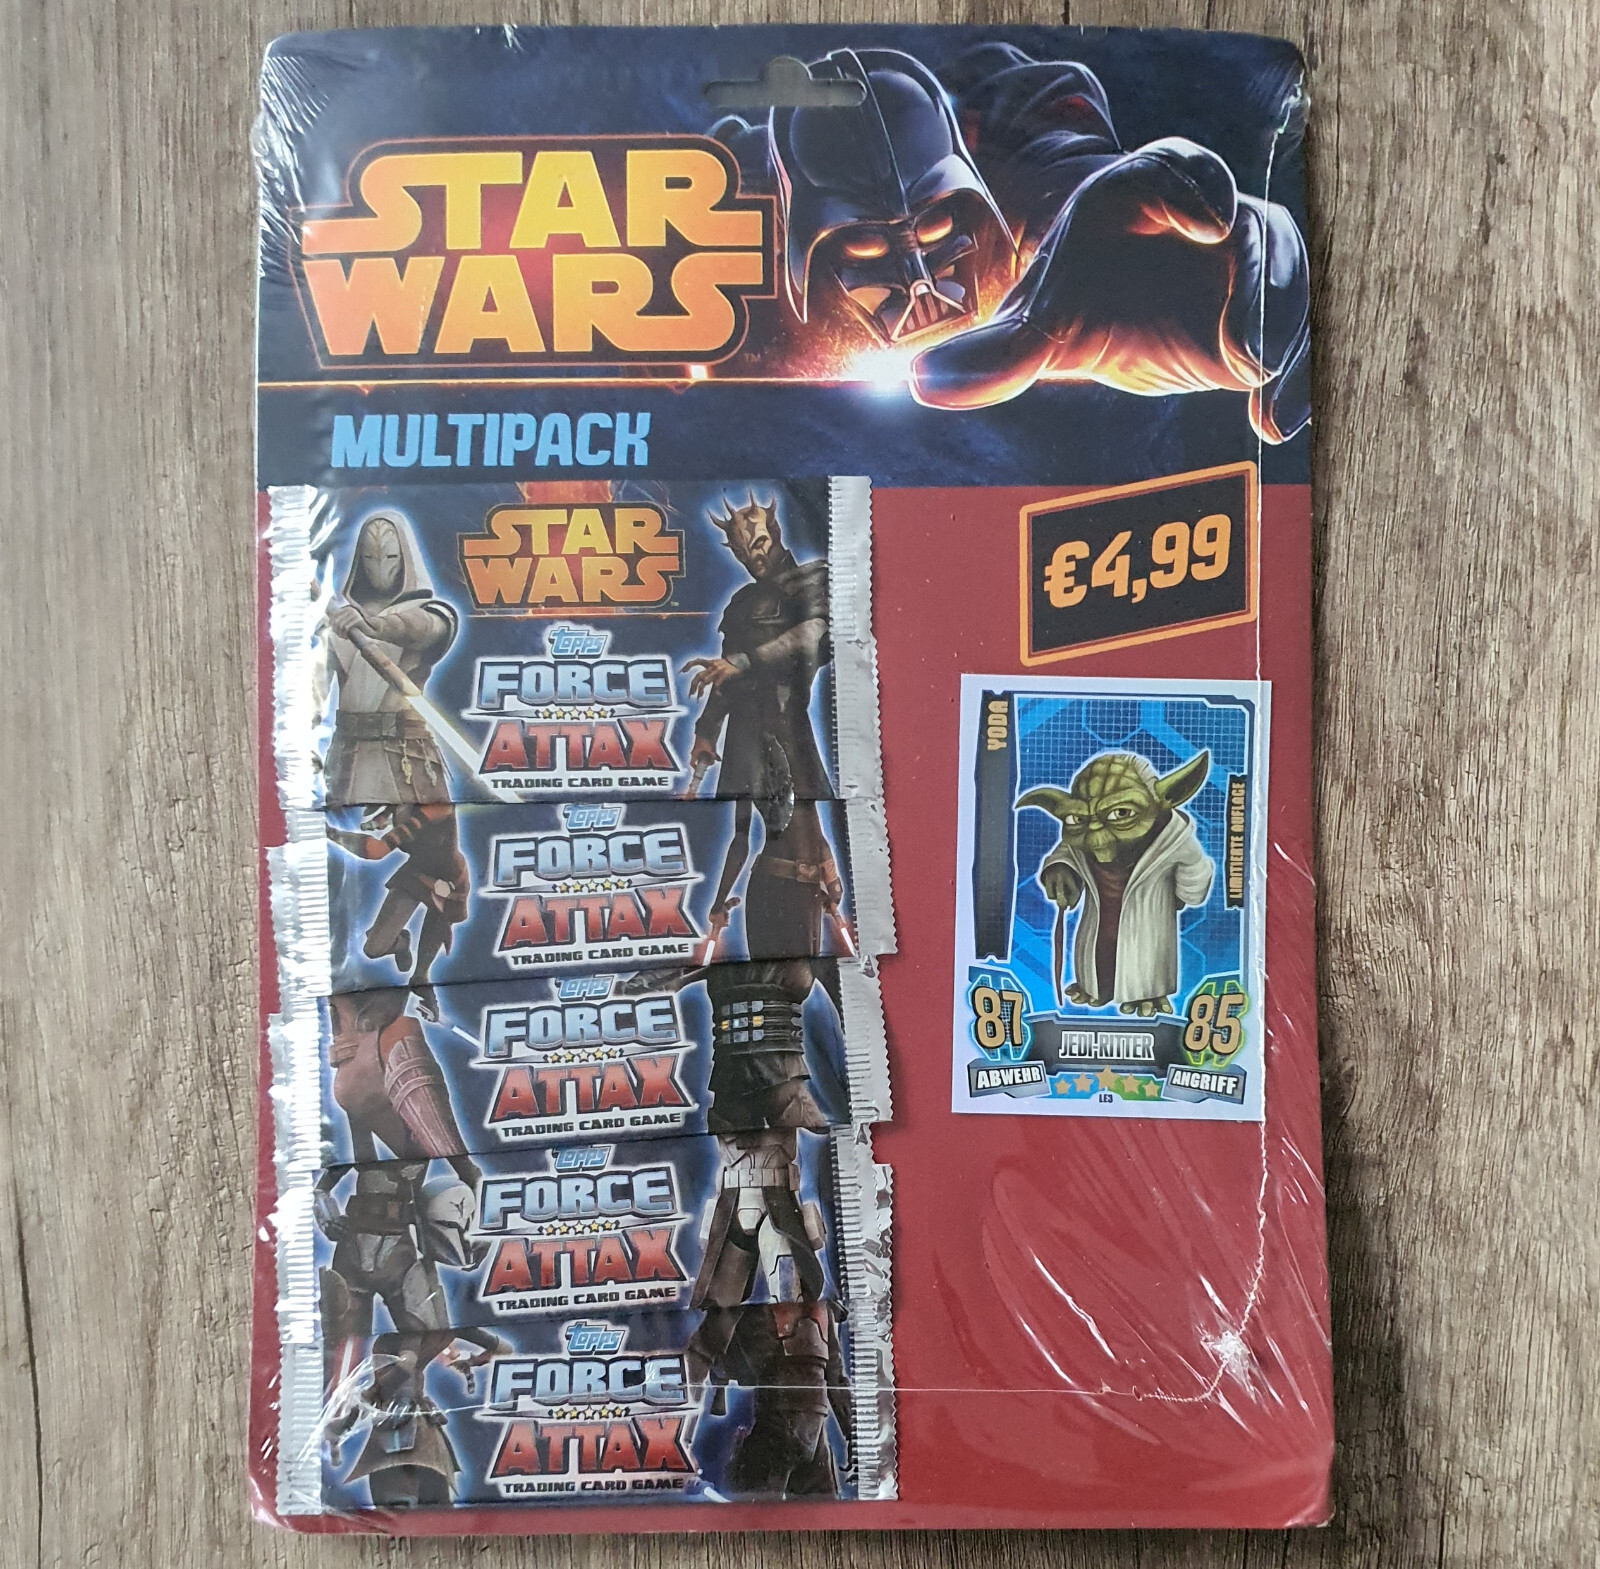 STAR
WARS
TM
MULTIPACK
€4,99
STAR
WARS
TM
Topps
FORCE
ATTAX
TRADING CARD GAME
Topps
FORCE
ATTAX
TRADING CARD GAME
Topps
FORCE
ATTAX
TRADING CARD GAME
Topps
FORCE
ATTAX
TRADING CARD GAME
Topps
FORCE
ATTAX
TRADING CARD GAME
YODA
LIMITIERTE AUFLAGE
87
85
JEDI-RITTER
ABWEHR
ANGRIFF
LE3